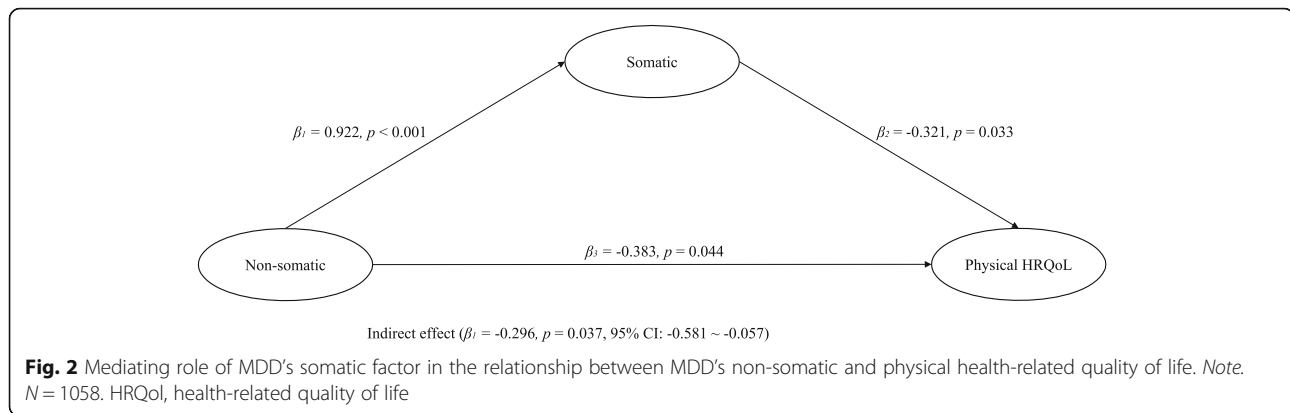 Somatic
β1 = 0.922, p < 0.001
β2 = -0.321, p = 0.033
β3 = -0.383, p = 0.044
Non-somatic
Physical HRQoL
Indirect effect (β1 = -0.296, p = 0.037, 95% CI: -0.581 ~ -0.057)
Fig. 2 Mediating role of MDD's somatic factor in the relationship between MDD's non-somatic and physical health-related quality of life. Note.
N = 1058. HRQol, health-related quality of life